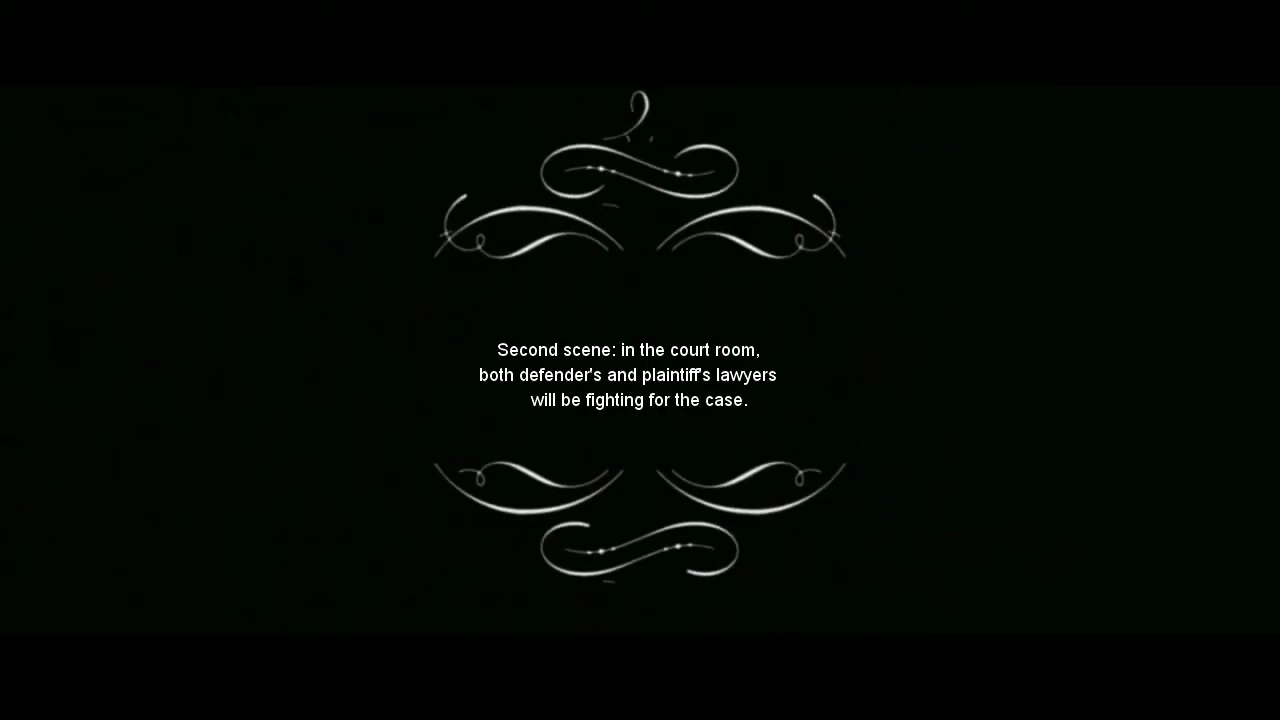 Second scene: in the court room,
both defender's and plaintiff's lawyers
will be fighting for the case.